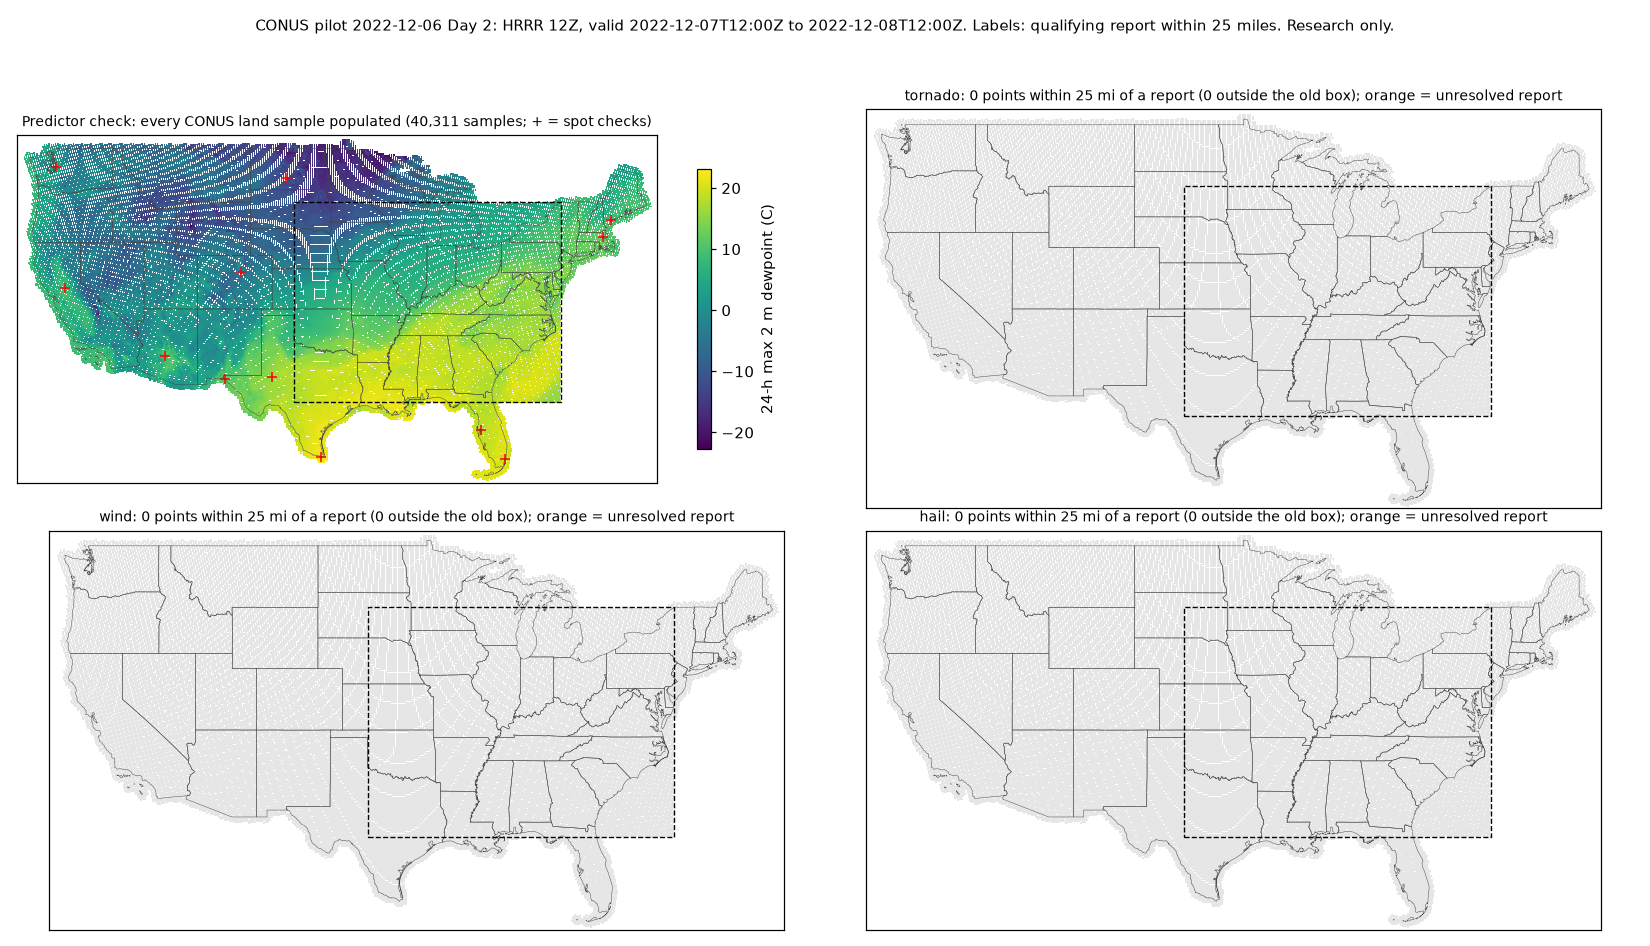 CONUS pilot 2022-12-06 Day 2: HRRR 12Z, valid 2022-12-07T12:00Z to 2022-12-08T12:00Z. Labels: qualifying report within 25 miles. Research only.
Predictor check: every CONUS land sample populated (40,311 samples; + = spot checks)
20
10
0
−10
−20
24-h max 2 m dewpoint (C)
tornado: 0 points within 25 mi of a report (0 outside the old box); orange = unresolved report
wind: 0 points within 25 mi of a report (0 outside the old box); orange = unresolved report
hail: 0 points within 25 mi of a report (0 outside the old box); orange = unresolved report